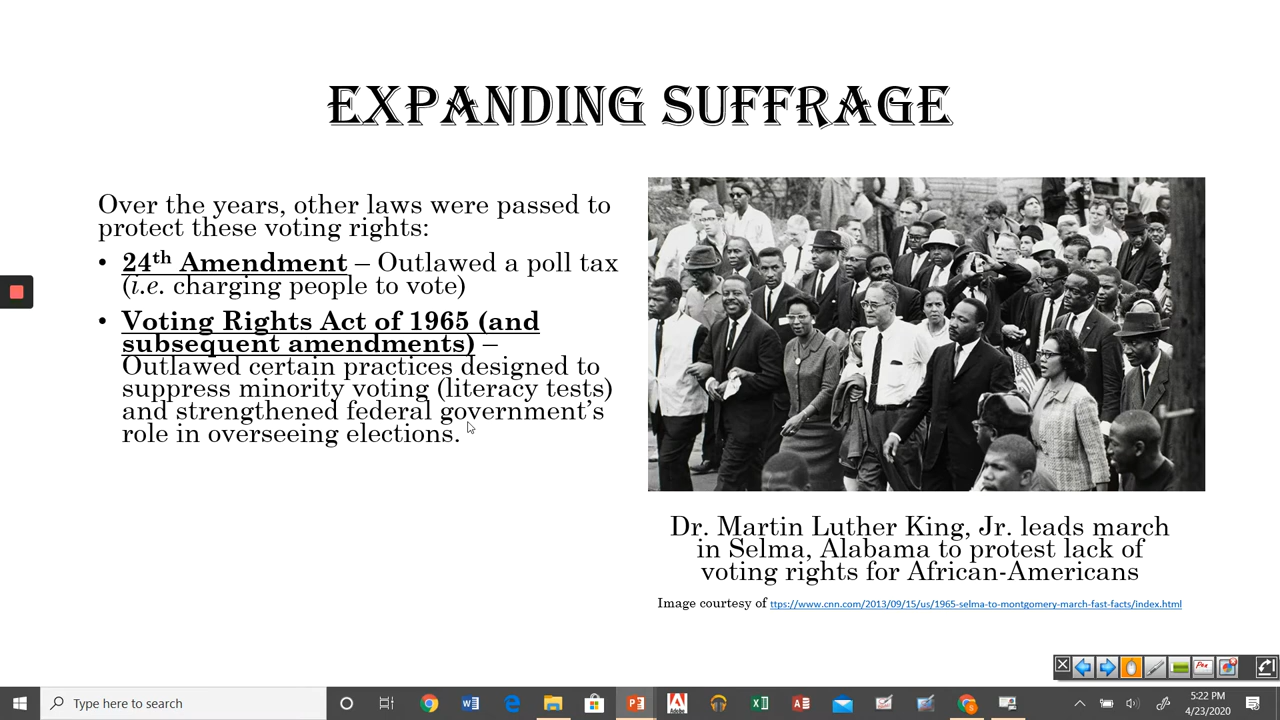 EXPANDING SUFFRAGE
Over the years, other laws were passed to
protect these voting rights:
• 24th Amendment – Outlawed a poll tax
(i.e. charging people to vote)
• Voting Rights Act of 1965 (and
subsequent amendments) –
Outlawed certain practices designed to
suppress minority voting (literacy tests)
and strengthened federal government's
role in overseeing elections.
Dr. Martin Luther King, Jr. leads march
in Selma, Alabama to protest lack of
voting rights for African-Americans
Image courtesy of ttps://www.cnn.com/2013/09/15/us/1965-selma-to-montgomery-march-fast-facts/index.html
Type here to search
5:22 PM
4/23/2020